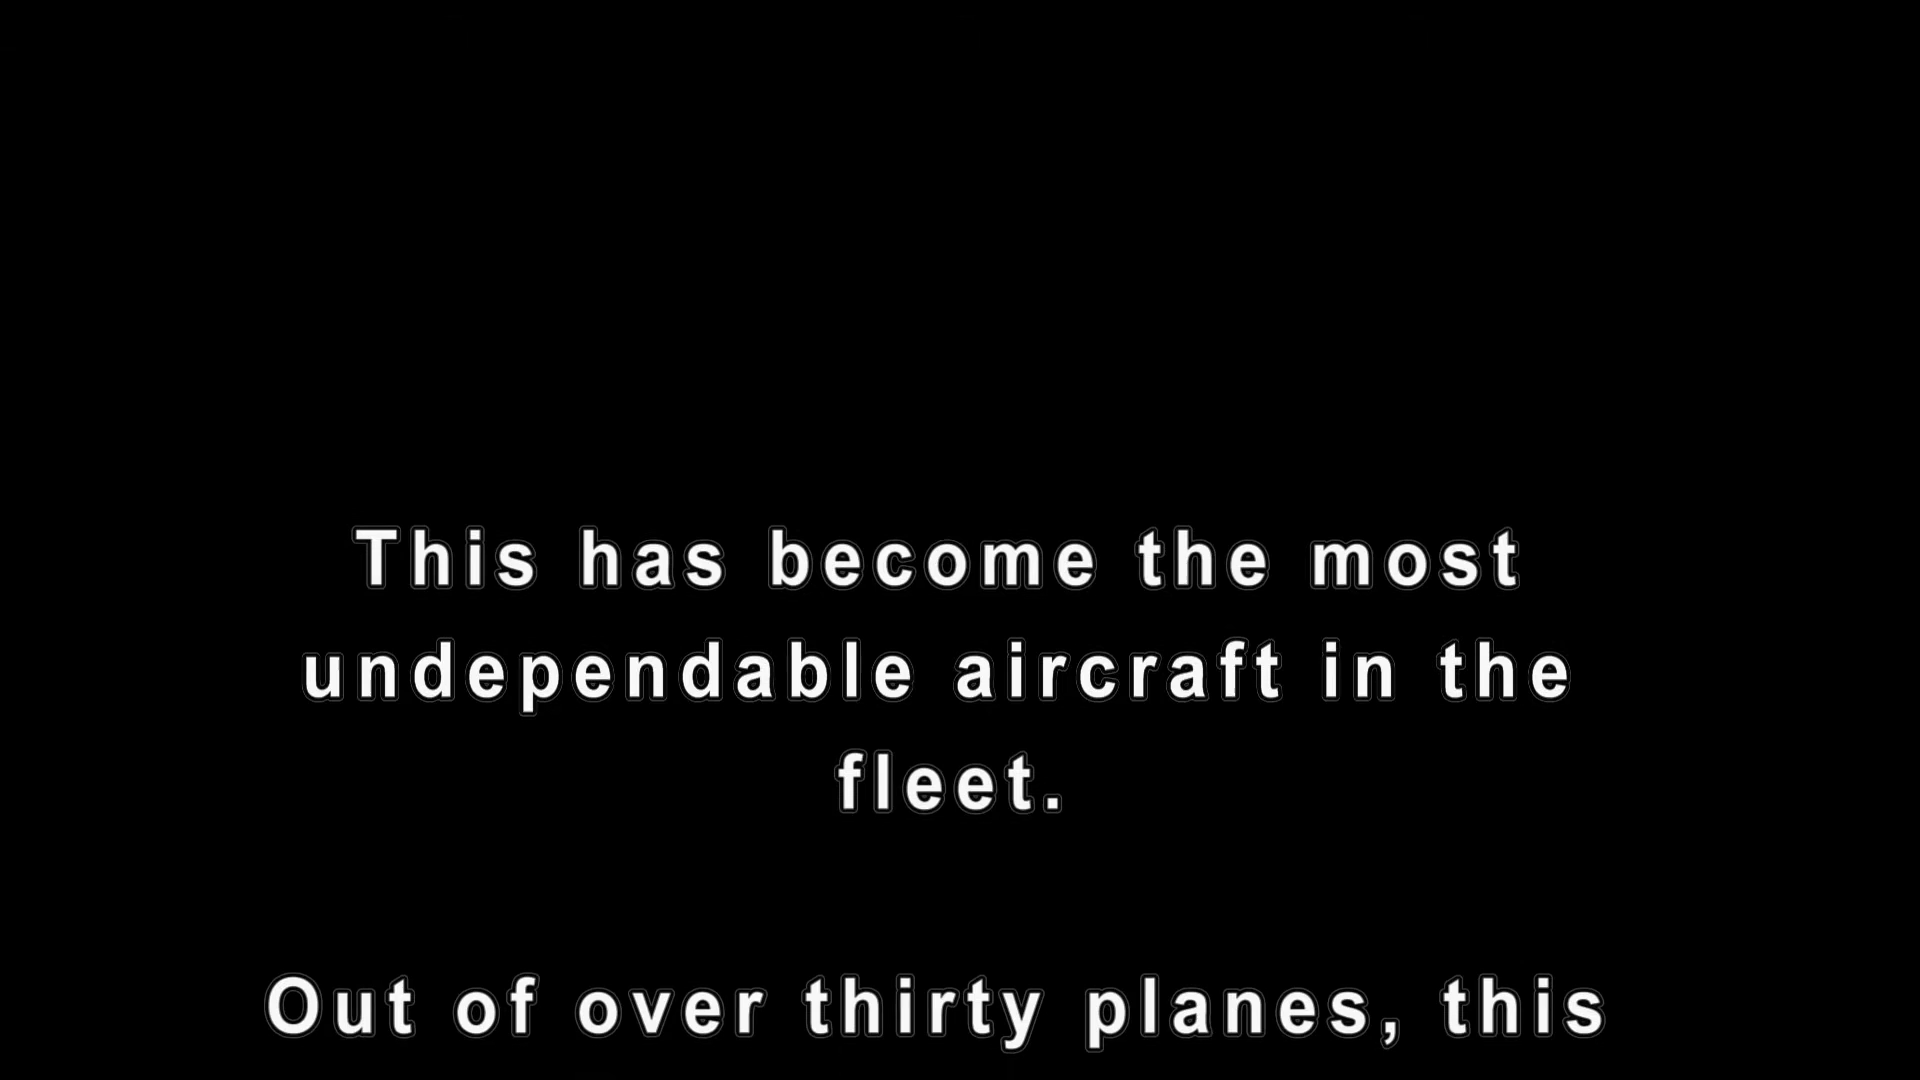 This has become the most
undependable aircraft in the
fleet.
Out of over thirty planes, this